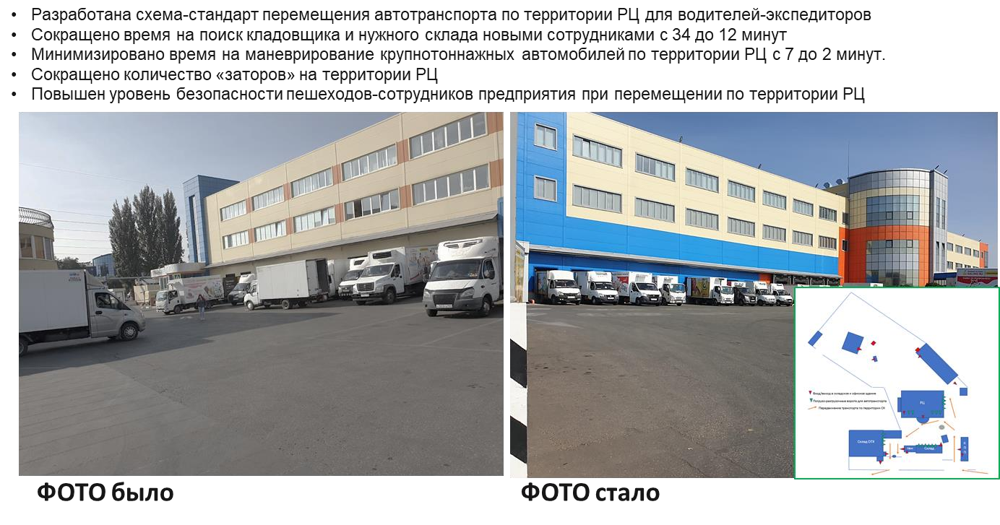 • Разработана схема-стандарт перемещения автотранспорта по территории РЦ для водителей-экспедиторов
• Сокращено время на поиск кладовщика и нужного склада новыми сотрудниками с 34 до 12 минут
• Минимизировано время на маневрирование крупнотоннажных автомобилей по территории РЦ с 7 до 2 минут.
• Сокращено количество «заторов» на территории РЦ
• Повышен уровень безопасности пешеходов-сотрудников предприятия при перемещении по территории РЦ
Вход/выход в складское и офисное здание
Погрузо-разгрузочные ворота для автотранспорта
Передвижение транспорта по территории СК
РЦ
Склад ОТХ
Склад
КПП
ФОТО было
ФОТО стало